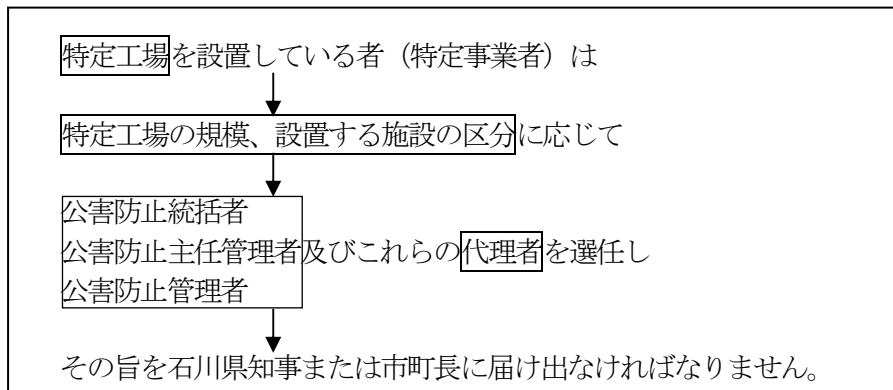 特定工場を設置している者（特定事業者）は
特定工場の規模、設置する施設の区分に応じて
公害防止統括者
公害防止主任管理者及びこれらの代理者を選任し
公害防止管理者
その旨を石川県知事または市町長に届け出なければなりません。